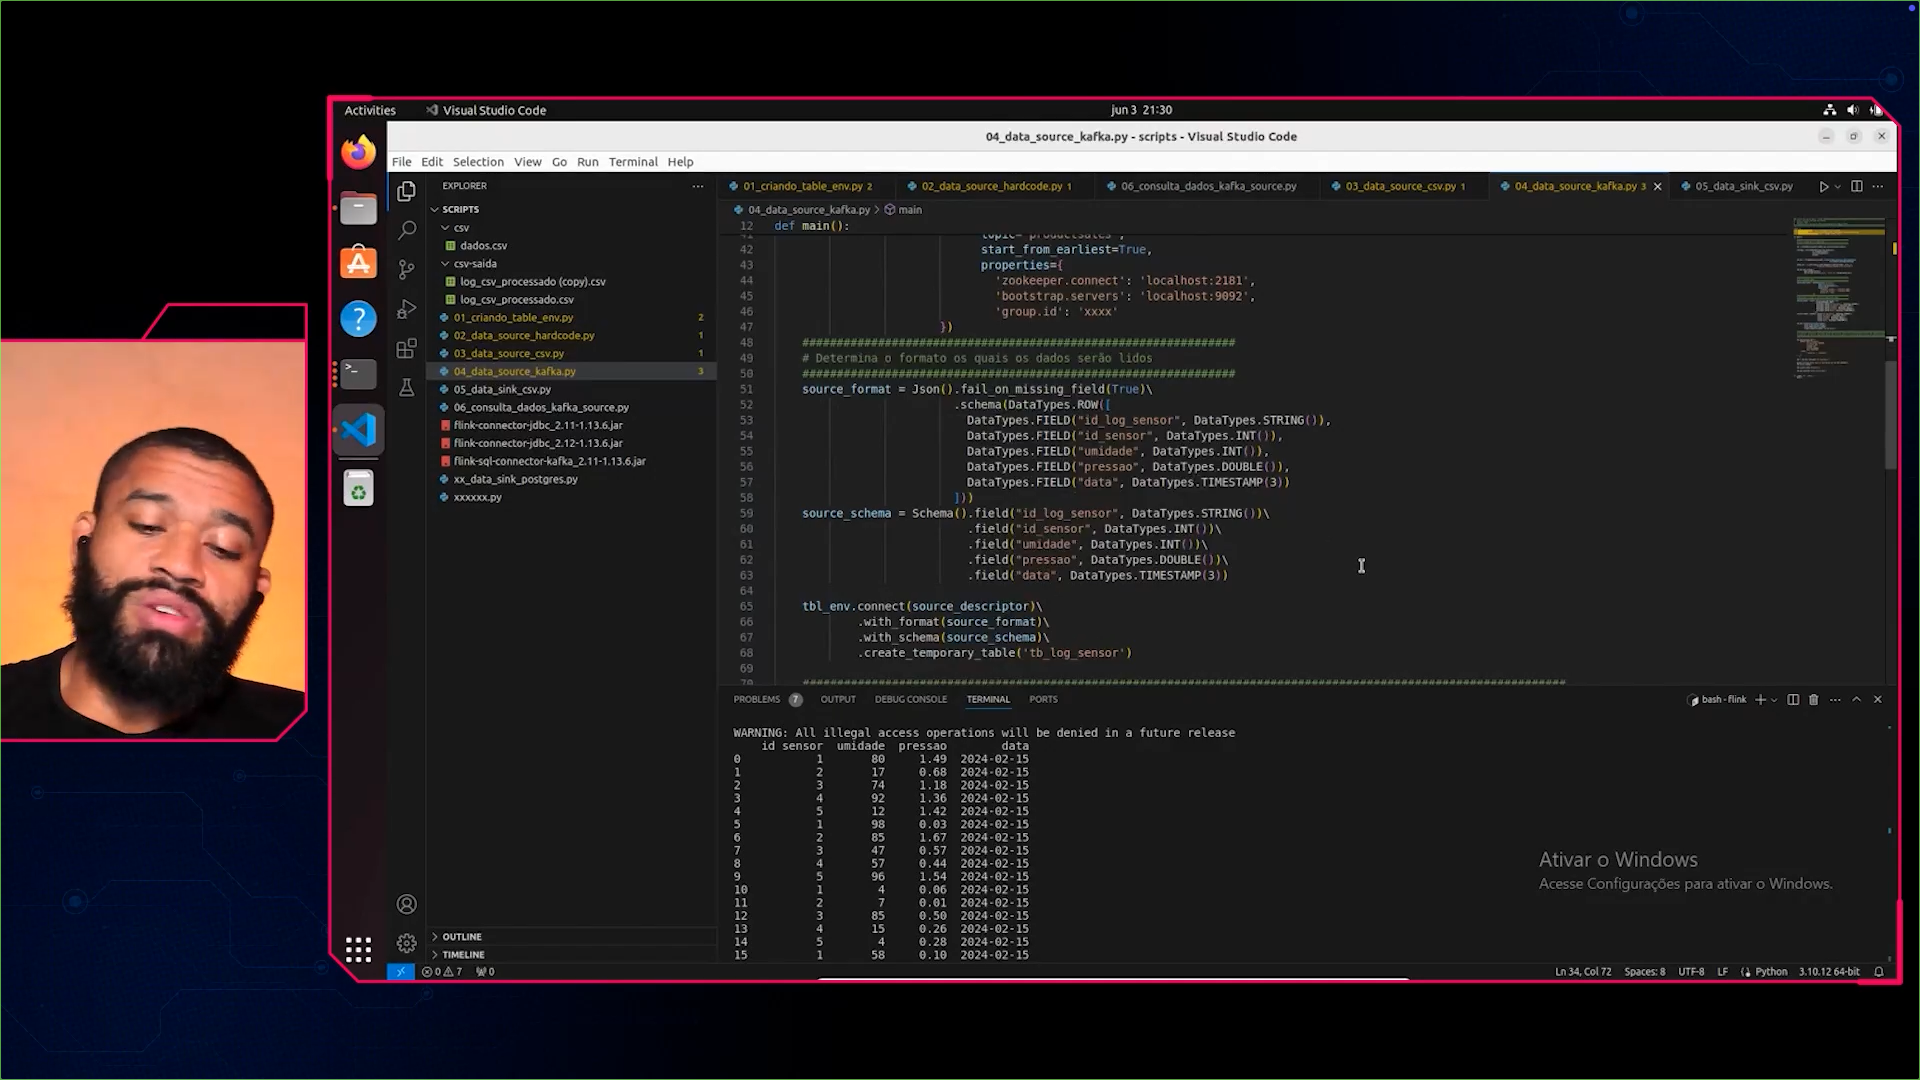 Activities
Visual Studio Code
jun 3 21:30
04_data_source_kafka.py - scripts - Visual Studio Code
File Edit Selection View Go Run Terminal Help
EXPLORER
SCRIPTS
csv
dados.csv
csv-saida
log_csv_processado (copy).csv
log_csv_processado.csv
01_criando_table_env.py 2
02_data_source_hardcode.py 1
03_data_source_csv.py 1
04_data_source_kafka.py 3
05_data_sink_csv.py
06_consulta_dados_kafka_source.py
flink-connector-jdbc_2.11-1.13.6.jar
flink-connector-jdbc_2.12-1.13.6.jar
flink-sql-connector-kafka_2.11-1.13.6.jar
xx_data_sink_postgres.py
xxxxxx.py
OUTLINE
TIMELINE
01_criando_table_env.py 2
02_data_source_hardcode.py 1
06_consulta_dados_kafka_source.py
03_data_source_csv.py 1
04_data_source_kafka.py 3
05_data_sink_csv.py
04_data_source_kafka.py > main
12 def main():
42 start_from_earliest=True,
43 properties={
44 'zookeeper.connect': 'localhost:2181',
45 'bootstrap.servers': 'localhost:9092',
46 'group.id': 'xxxx'
47 })
48 ###############################################################
49 # Determina o formato os quais os dados serão lidos
50 ###############################################################
51 source_format = Json().fail_on_missing_field(True)\
52 .schema(DataTypes.ROW([
53 DataTypes.FIELD("id_log_sensor", DataTypes.STRING()),
54 DataTypes.FIELD("id_sensor", DataTypes.INT()),
55 DataTypes.FIELD("umidade", DataTypes.INT()),
56 DataTypes.FIELD("pressao", DataTypes.DOUBLE()),
57 DataTypes.FIELD("data", DataTypes.TIMESTAMP(3))
58 ]))
59 source_schema = Schema().field("id_log_sensor", DataTypes.STRING())\
60 .field("id_sensor", DataTypes.INT())\
61 .field("umidade", DataTypes.INT())\
62 .field("pressao", DataTypes.DOUBLE())\
63 .field("data", DataTypes.TIMESTAMP(3))
64
65 tbl_env.connect(source_descriptor)\
66 .with_format(source_format)\
67 .with_schema(source_schema)\
68 .create_temporary_table('tb_log_sensor')
69
PROBLEMS 7 OUTPUT DEBUG CONSOLE TERMINAL PORTS
bash - flink
WARNING: All illegal access operations will be denied in a future release
id sensor umidade pressao data
0 1 80 1.49 2024-02-15
1 2 17 0.68 2024-02-15
2 3 74 1.18 2024-02-15
3 4 92 1.36 2024-02-15
4 5 12 1.42 2024-02-15
5 1 98 0.03 2024-02-15
6 2 85 1.67 2024-02-15
7 3 47 0.57 2024-02-15
8 4 57 0.44 2024-02-15
9 5 96 1.54 2024-02-15
10 1 4 0.06 2024-02-15
11 2 7 0.01 2024-02-15
12 3 85 0.50 2024-02-15
13 4 15 0.26 2024-02-15
14 5 4 0.28 2024-02-15
15 1 58 0.10 2024-02-15
Ativar o Windows
Acesse Configurações para ativar o Windows.
0 7 0
Ln 34, Col 72 Spaces: 8 UTF-8 LF Python 3.10.12 64-bit